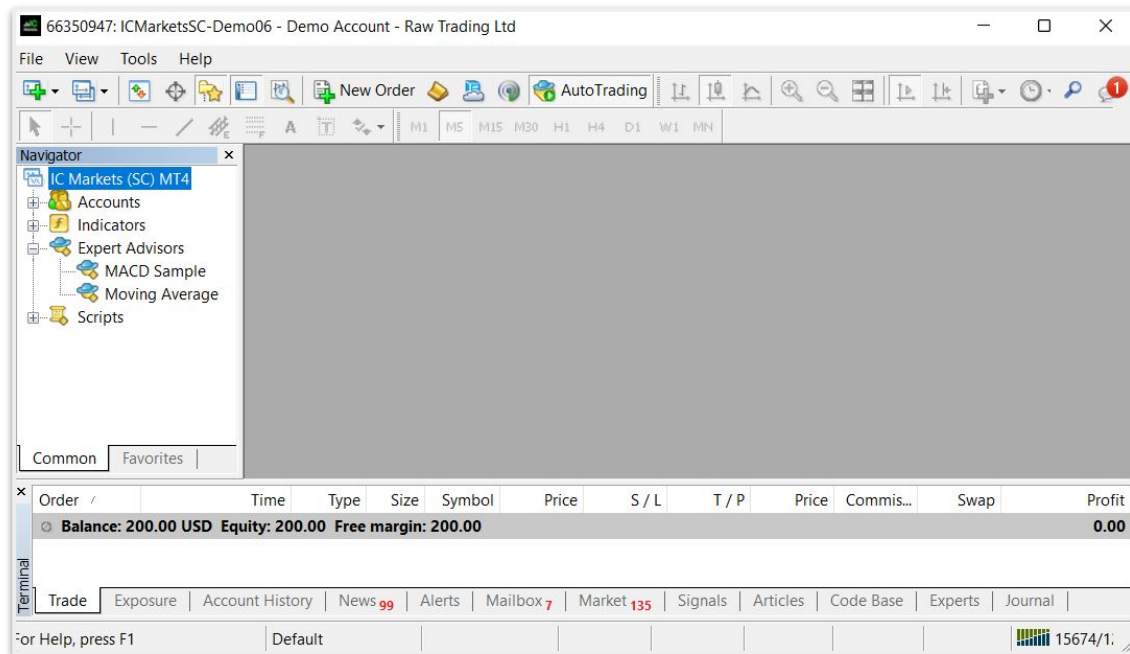 66350947: ICMarketsSC-Demo06 - Demo Account - Raw Trading Ltd
File View Tools Help
New Order AutoTrading 1
E F A T M1 M5 M15 M30 H1 H4 D1 W1 MN
Navigator
IC Markets (SC) MT4
Accounts
Indicators
Expert Advisors
MACD Sample
Moving Average
Scripts
Common Favorites
Order / Time Type Size Symbol Price S / L T / P Price Commis... Swap Profit
Balance: 200.00 USD Equity: 200.00 Free margin: 200.00 0.00
Terminal
Trade Exposure Account History News 99 Alerts Mailbox 7 Market 135 Signals Articles Code Base Experts Journal
For Help, press F1 Default 15674/1